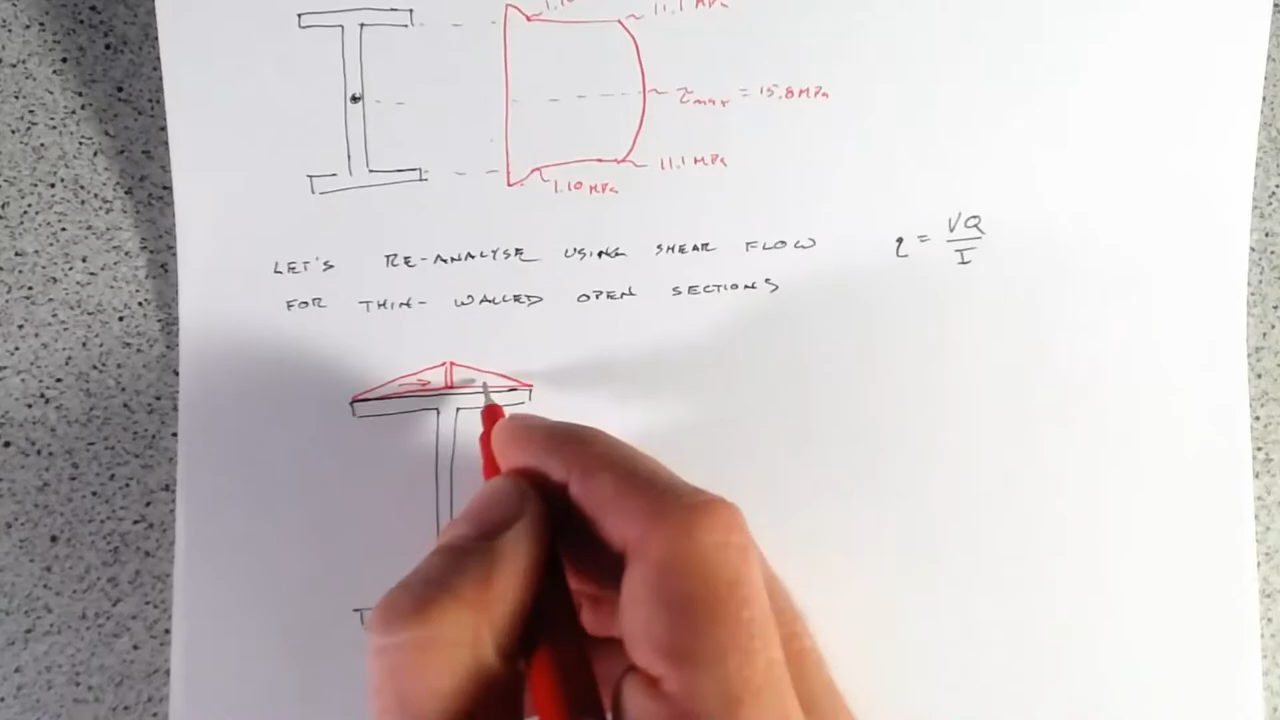 11.1 MPa
τmax = 15.8 MPa
11.1 MPa
1.10 MPa
LET'S RE-ANALYSE USING SHEAR FLOW
q = VQ/I
FOR THIN-WALLED OPEN SECTIONS